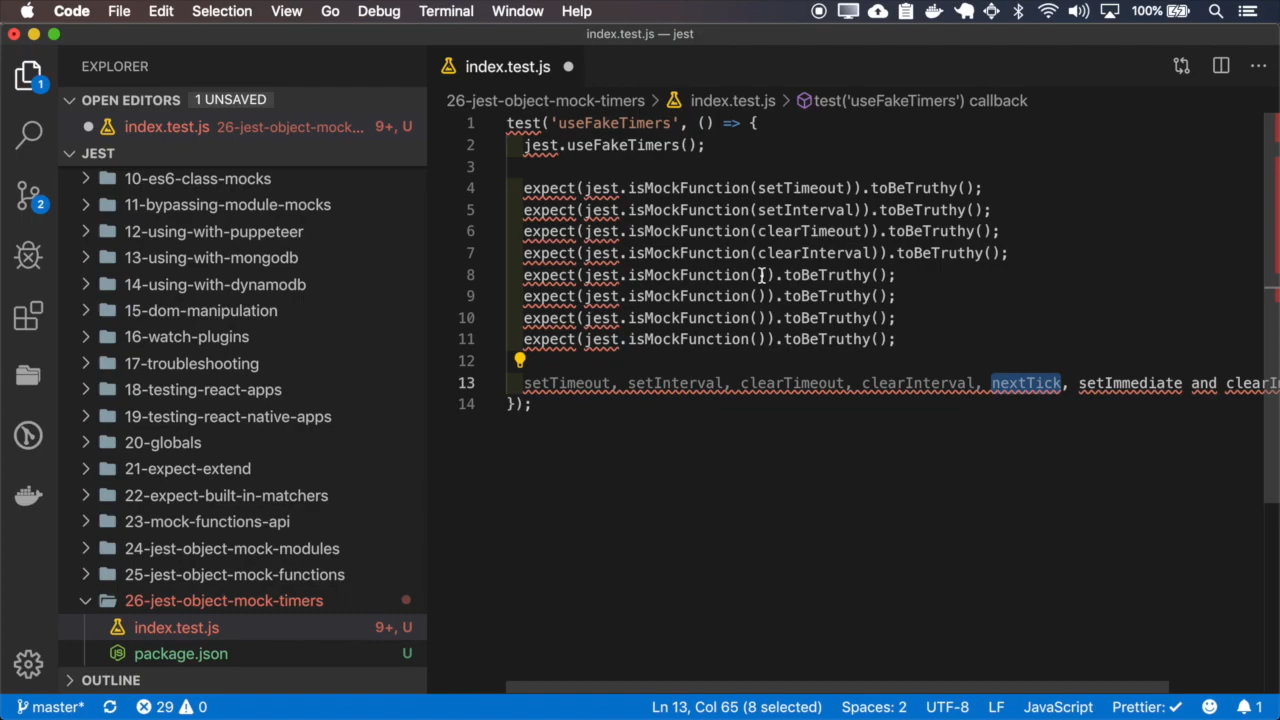 Code File Edit Selection View Go Debug Terminal Window Help 100%
index.test.js — jest
EXPLORER
OPEN EDITORS 1 UNSAVED
index.test.js 26-jest-object-mock... 9+, U
JEST
10-es6-class-mocks
11-bypassing-module-mocks
12-using-with-puppeteer
13-using-with-mongodb
14-using-with-dynamodb
15-dom-manipulation
16-watch-plugins
17-troubleshooting
18-testing-react-apps
19-testing-react-native-apps
20-globals
21-expect-extend
22-expect-built-in-matchers
23-mock-functions-api
24-jest-object-mock-modules
25-jest-object-mock-functions
26-jest-object-mock-timers
index.test.js 9+, U
package.json U
OUTLINE
1
2
index.test.js
26-jest-object-mock-timers > index.test.js > test('useFakeTimers') callback
1 test('useFakeTimers', () => {
2 jest.useFakeTimers();
3
4 expect(jest.isMockFunction(setTimeout)).toBeTruthy();
5 expect(jest.isMockFunction(setInterval)).toBeTruthy();
6 expect(jest.isMockFunction(clearTimeout)).toBeTruthy();
7 expect(jest.isMockFunction(clearInterval)).toBeTruthy();
8 expect(jest.isMockFunction()).toBeTruthy();
9 expect(jest.isMockFunction()).toBeTruthy();
10 expect(jest.isMockFunction()).toBeTruthy();
11 expect(jest.isMockFunction()).toBeTruthy();
12
13 setTimeout, setInterval, clearTimeout, clearInterval, nextTick, setImmediate and clearI
14 });
master* 29 0 Ln 13, Col 65 (8 selected) Spaces: 2 UTF-8 LF JavaScript Prettier: ✓ 1